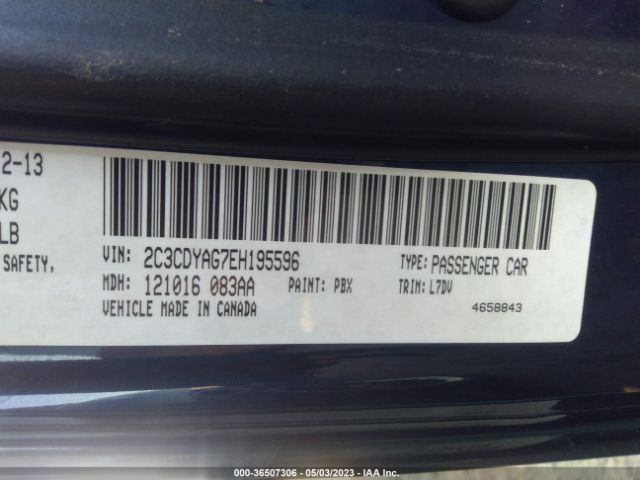 2-13
KG
LB
SAFETY.
VIN: 2C3CDYAG7EH195596 TYPE: PASSENGER CAR
MDH: 121016 083AA PAINT: PBX TRIM: L7DV
VEHICLE MADE IN CANADA 4658843
000-36507306 - 05/03/2023 - IAA Inc.